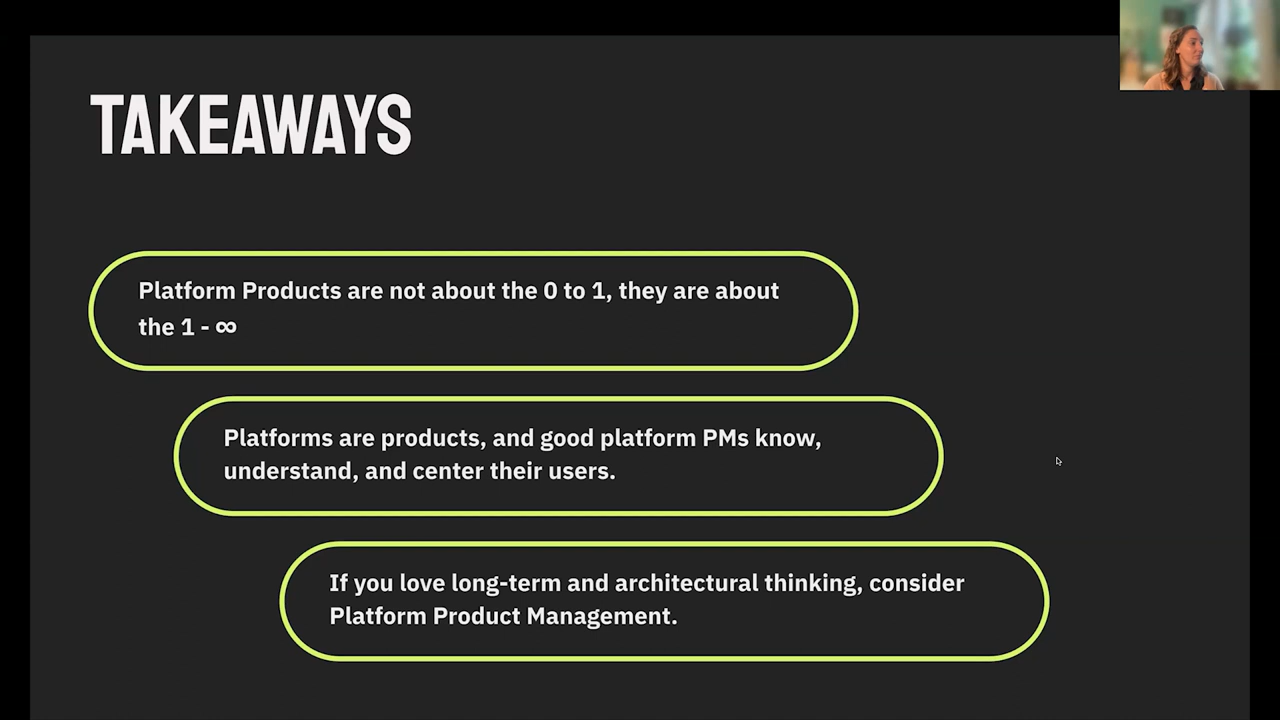 TAKEAWAYS
Platform Products are not about the 0 to 1, they are about
the 1 - ∞
Platforms are products, and good platform PMs know,
understand, and center their users.
If you love long-term and architectural thinking, consider
Platform Product Management.